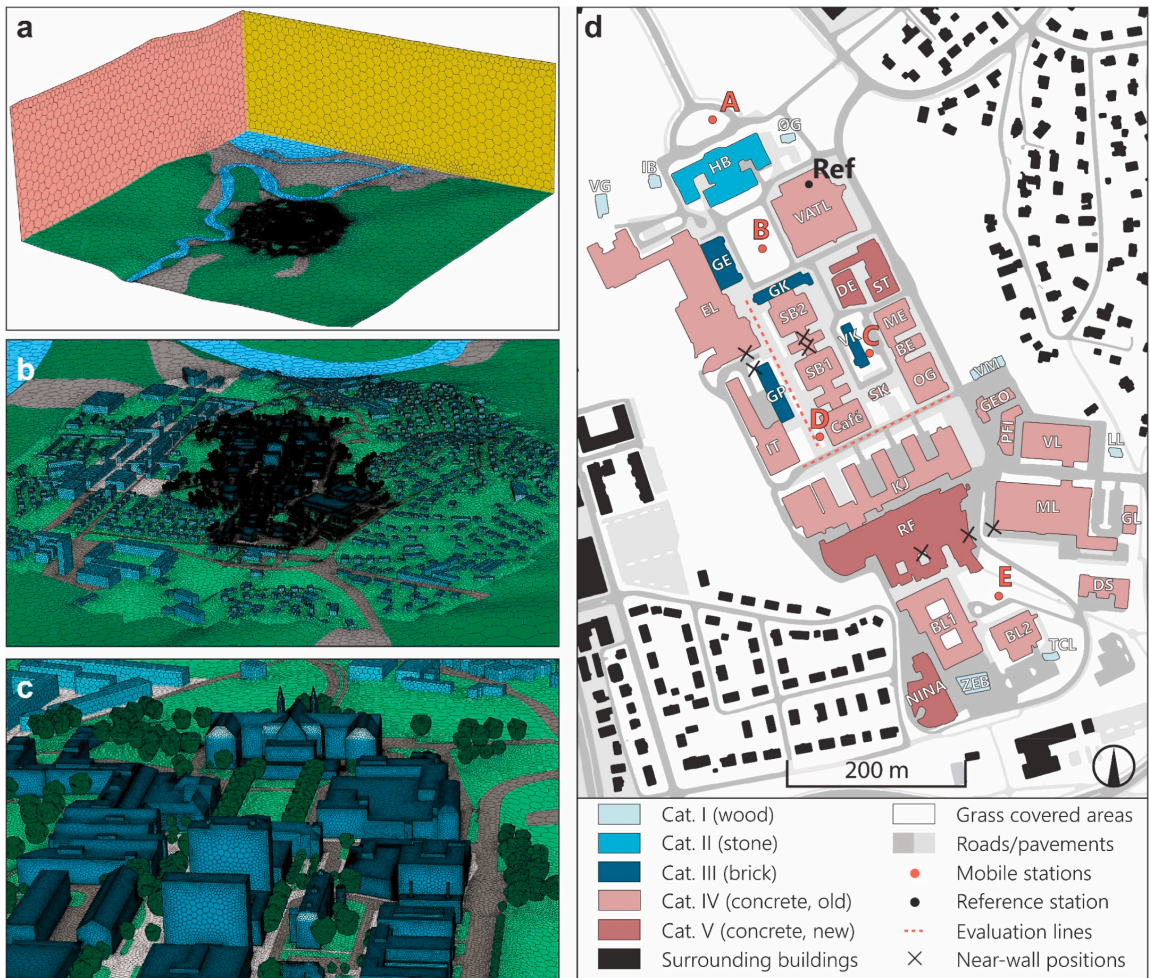 a
b
c
d
A
ØG
IB
HB
Ref
VG
VATL
B
GE
GK
DE
ST
EL
SB2
ME
VK
C
BE
SB1
OG
VM
GP
SK
GEO
D
Café
PFI
VL
LL
IT
KJ
ML
GL
RF
E
DS
BL1
BL2
TCL
NINA
ZEB
200 m
Cat. I (wood)
Cat. II (stone)
Cat. III (brick)
Cat. IV (concrete, old)
Cat. V (concrete, new)
Surrounding buildings
Grass covered areas
Roads/pavements
Mobile stations
Reference station
Evaluation lines
Near-wall positions